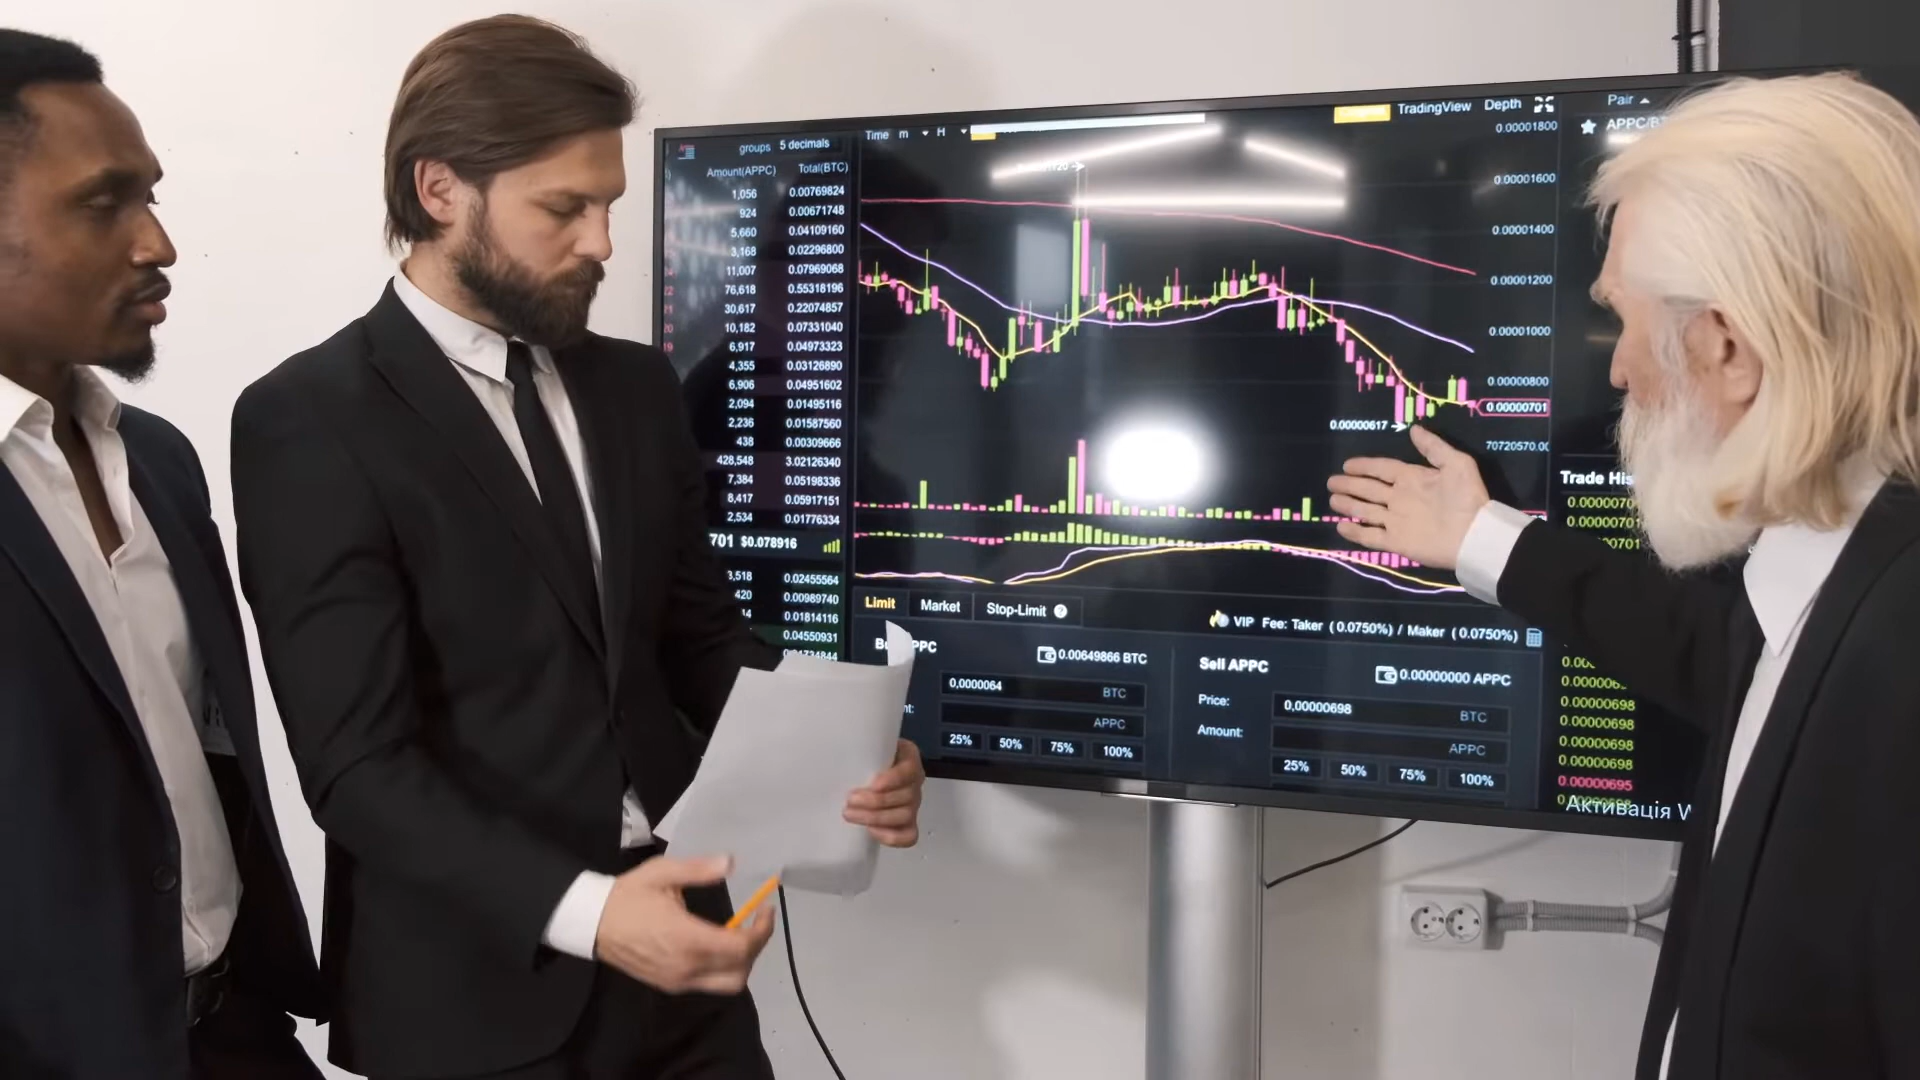 groups 5 decimals
Amount(APPC) Total(BTC)
1,056 0.00769824
924 0.00671748
5,660 0.04109160
3,168 0.02296800
11,007 0.07969068
76,618 0.55318196
30,617 0.22074857
10,182 0.07331040
6,917 0.04973323
4,355 0.03126890
6,906 0.04951602
2,094 0.01495116
2,236 0.01587560
438 0.00309666
428,548 3.02126340
7,384 0.05198336
8,417 0.05917151
2,534 0.01776334
701 $0.078916
3,518 0.02455564
420 0.00989740
0.01814116
0.04550931
Time m H
TradingView Depth
0.00001800
0.00001600
0.00001400
0.00001200
0.00001000
0.00000800
0.00000701
0.00000617
70720570.00
Limit Market Stop-Limit ?
VIP Fee: Taker (0.0750%) / Maker (0.0750%)
0.00649866 BTC
0,0000064 BTC
APPC
25% 50% 75% 100%
Sell APPC 0.00000000 APPC
Price: 0,00000698 BTC
Amount: APPC
25% 50% 75% 100%
Pair
APPC/B
Trade His
0.0000070
0.0000070
0.00000698
0.00000698
0.00000698
0.00000698
0.00000695
Активація W